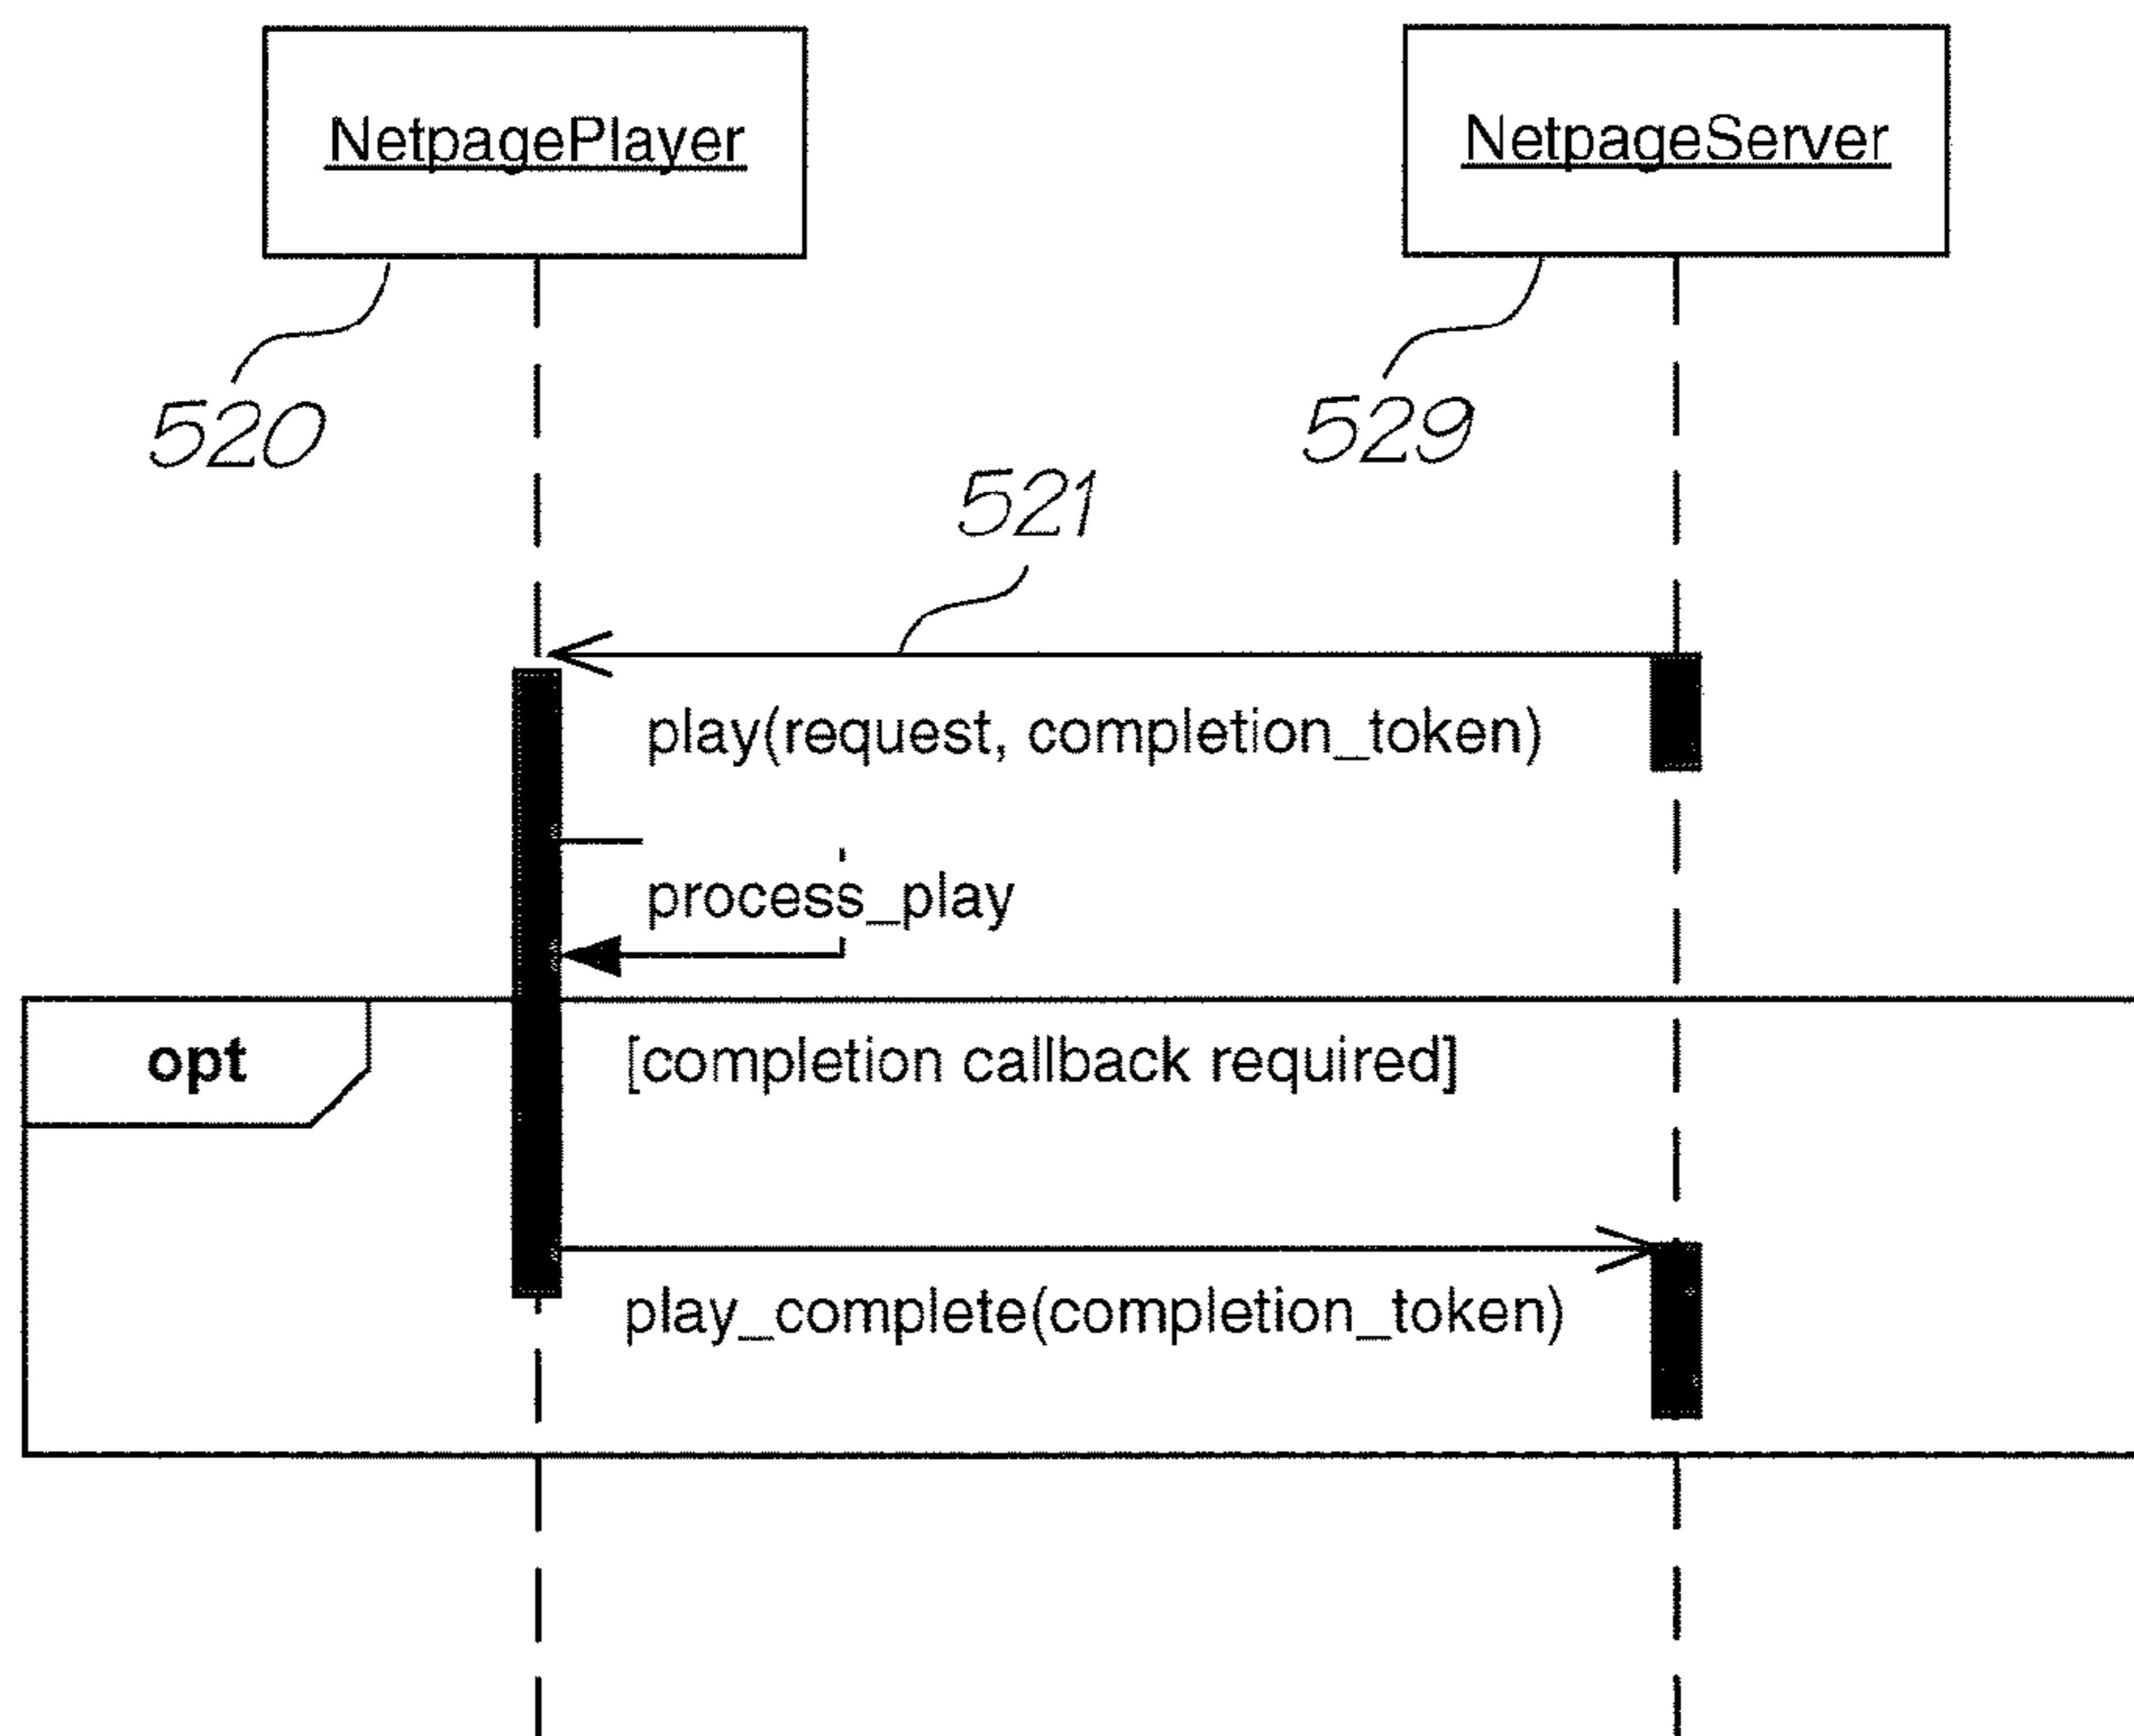 NetpagePlayer
NetpageServer
520
529
521
play(request, completion_token)
process_play
opt
[completion callback required]
play_complete(completion_token)